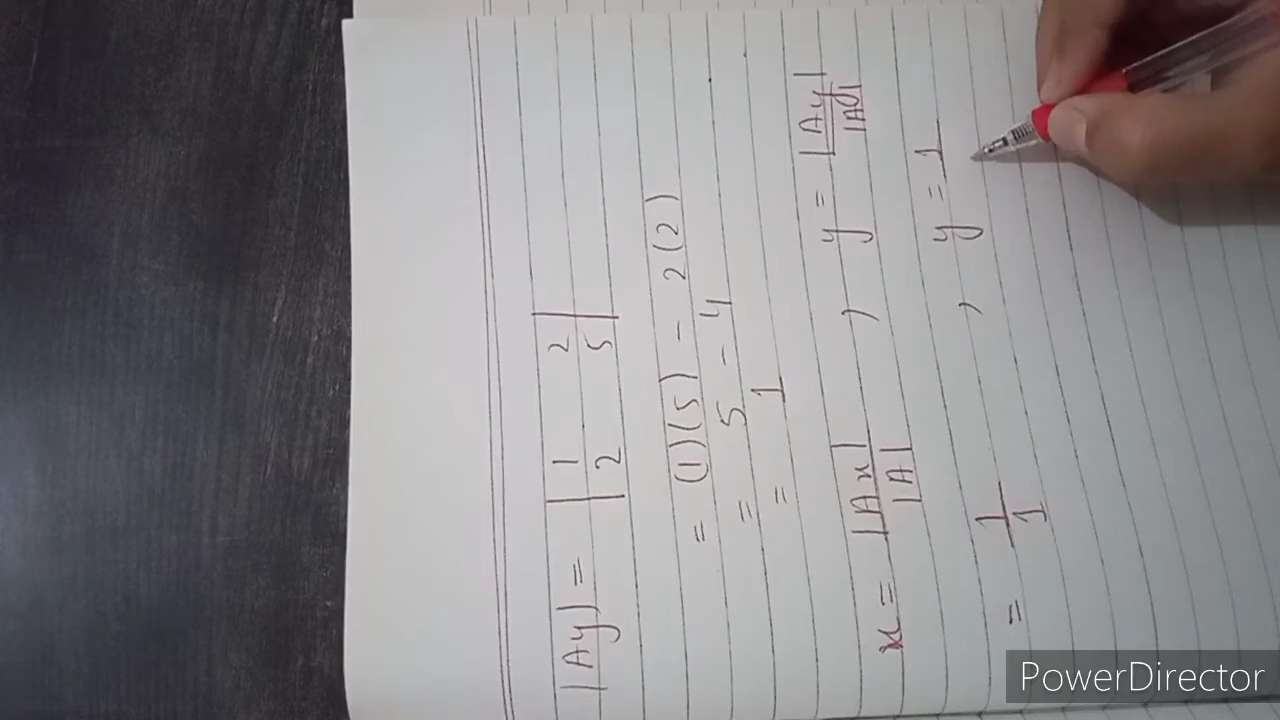 |Ay| = | 1 2 |
| 2 5 |
= (1)(5) - 2(2)
= 5 - 4
= 1
x = |Ax| / |A| , y = |Ay| / |A|
= 1/1 , y = 1
PowerDirector